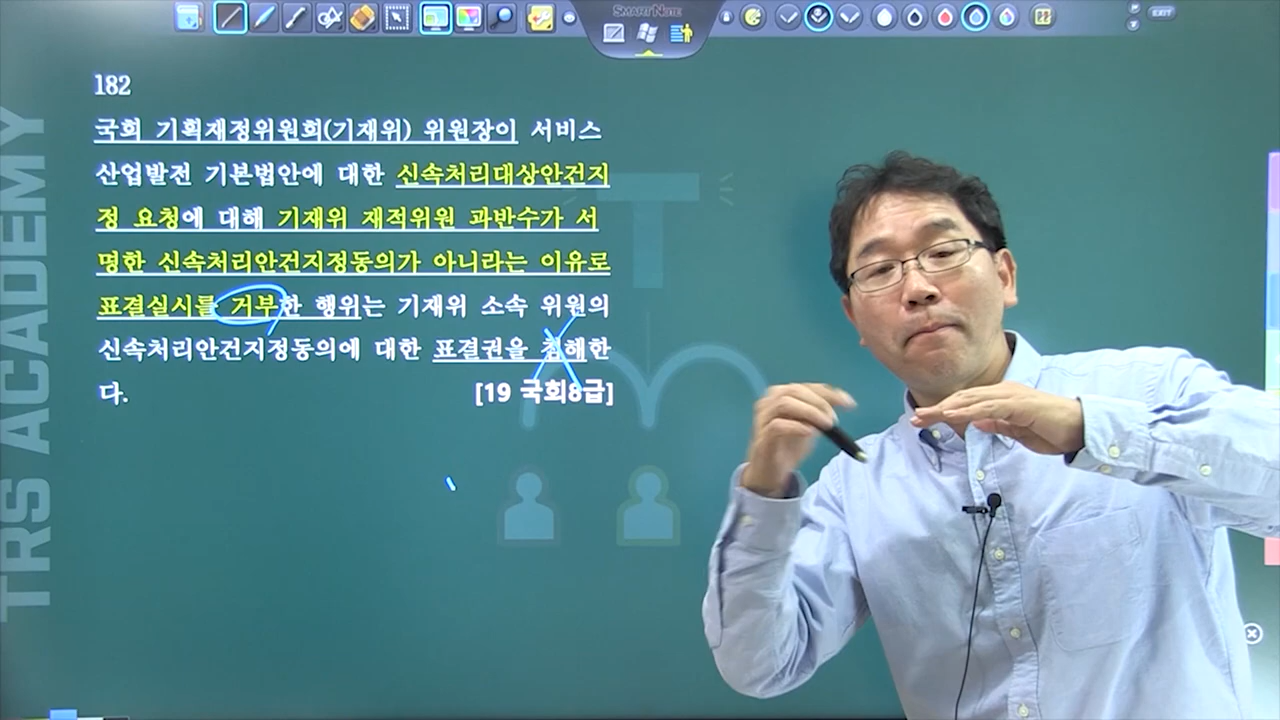 SMART NOTE
EXIT
182
국회 기획재정위원회(기재위) 위원장이 서비스
산업발전 기본법안에 대한 신속처리대상안건지
정 요청에 대해 기재위 재적위원 과반수가 서
명한 신속처리안건지정동의가 아니라는 이유로
표결실시를 거부한 행위는 기재위 소속 위원의
신속처리안건지정동의에 대한 표결권을 침해한
다. [19 국회8급]
TRS ACADEMY